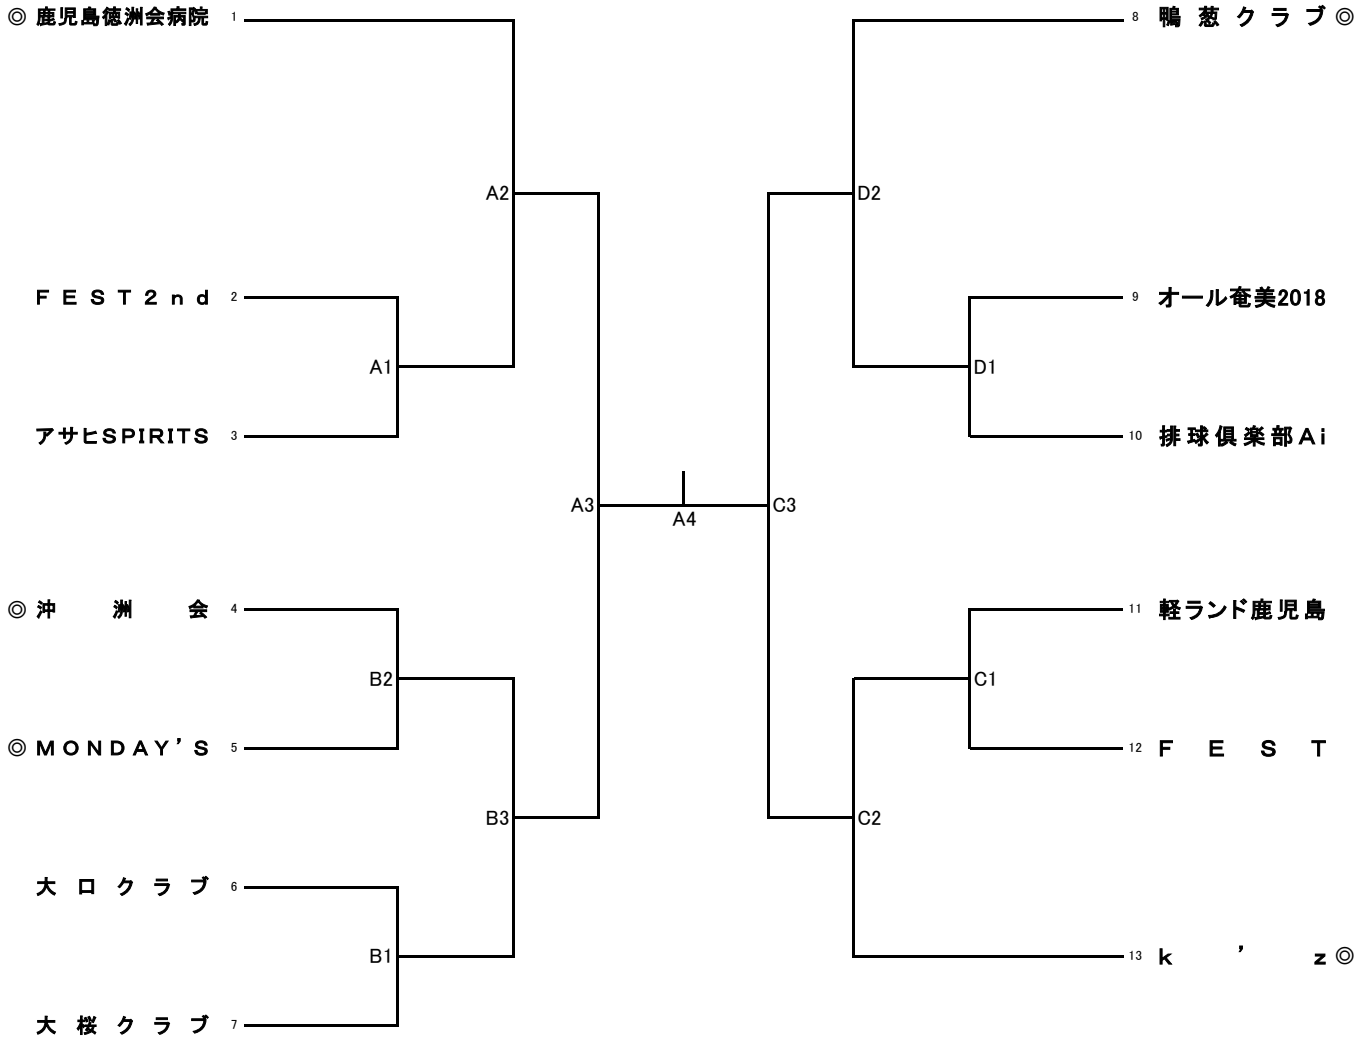 ◎ 鹿児島徳洲会病院 1
8 鴨葱クラブ ◎
A2
D2
FEST2nd 2
9 オール奄美2018
A1
D1
アサヒSPIRITS 3
10 排球倶楽部Ai
A3
A4
C3
◎ 沖洲会 4
11 軽ランド鹿児島
B2
C1
◎ MONDAY'S 5
12 FEST
B3
C2
大口クラブ 6
B1
13 k'z ◎
大桜クラブ 7